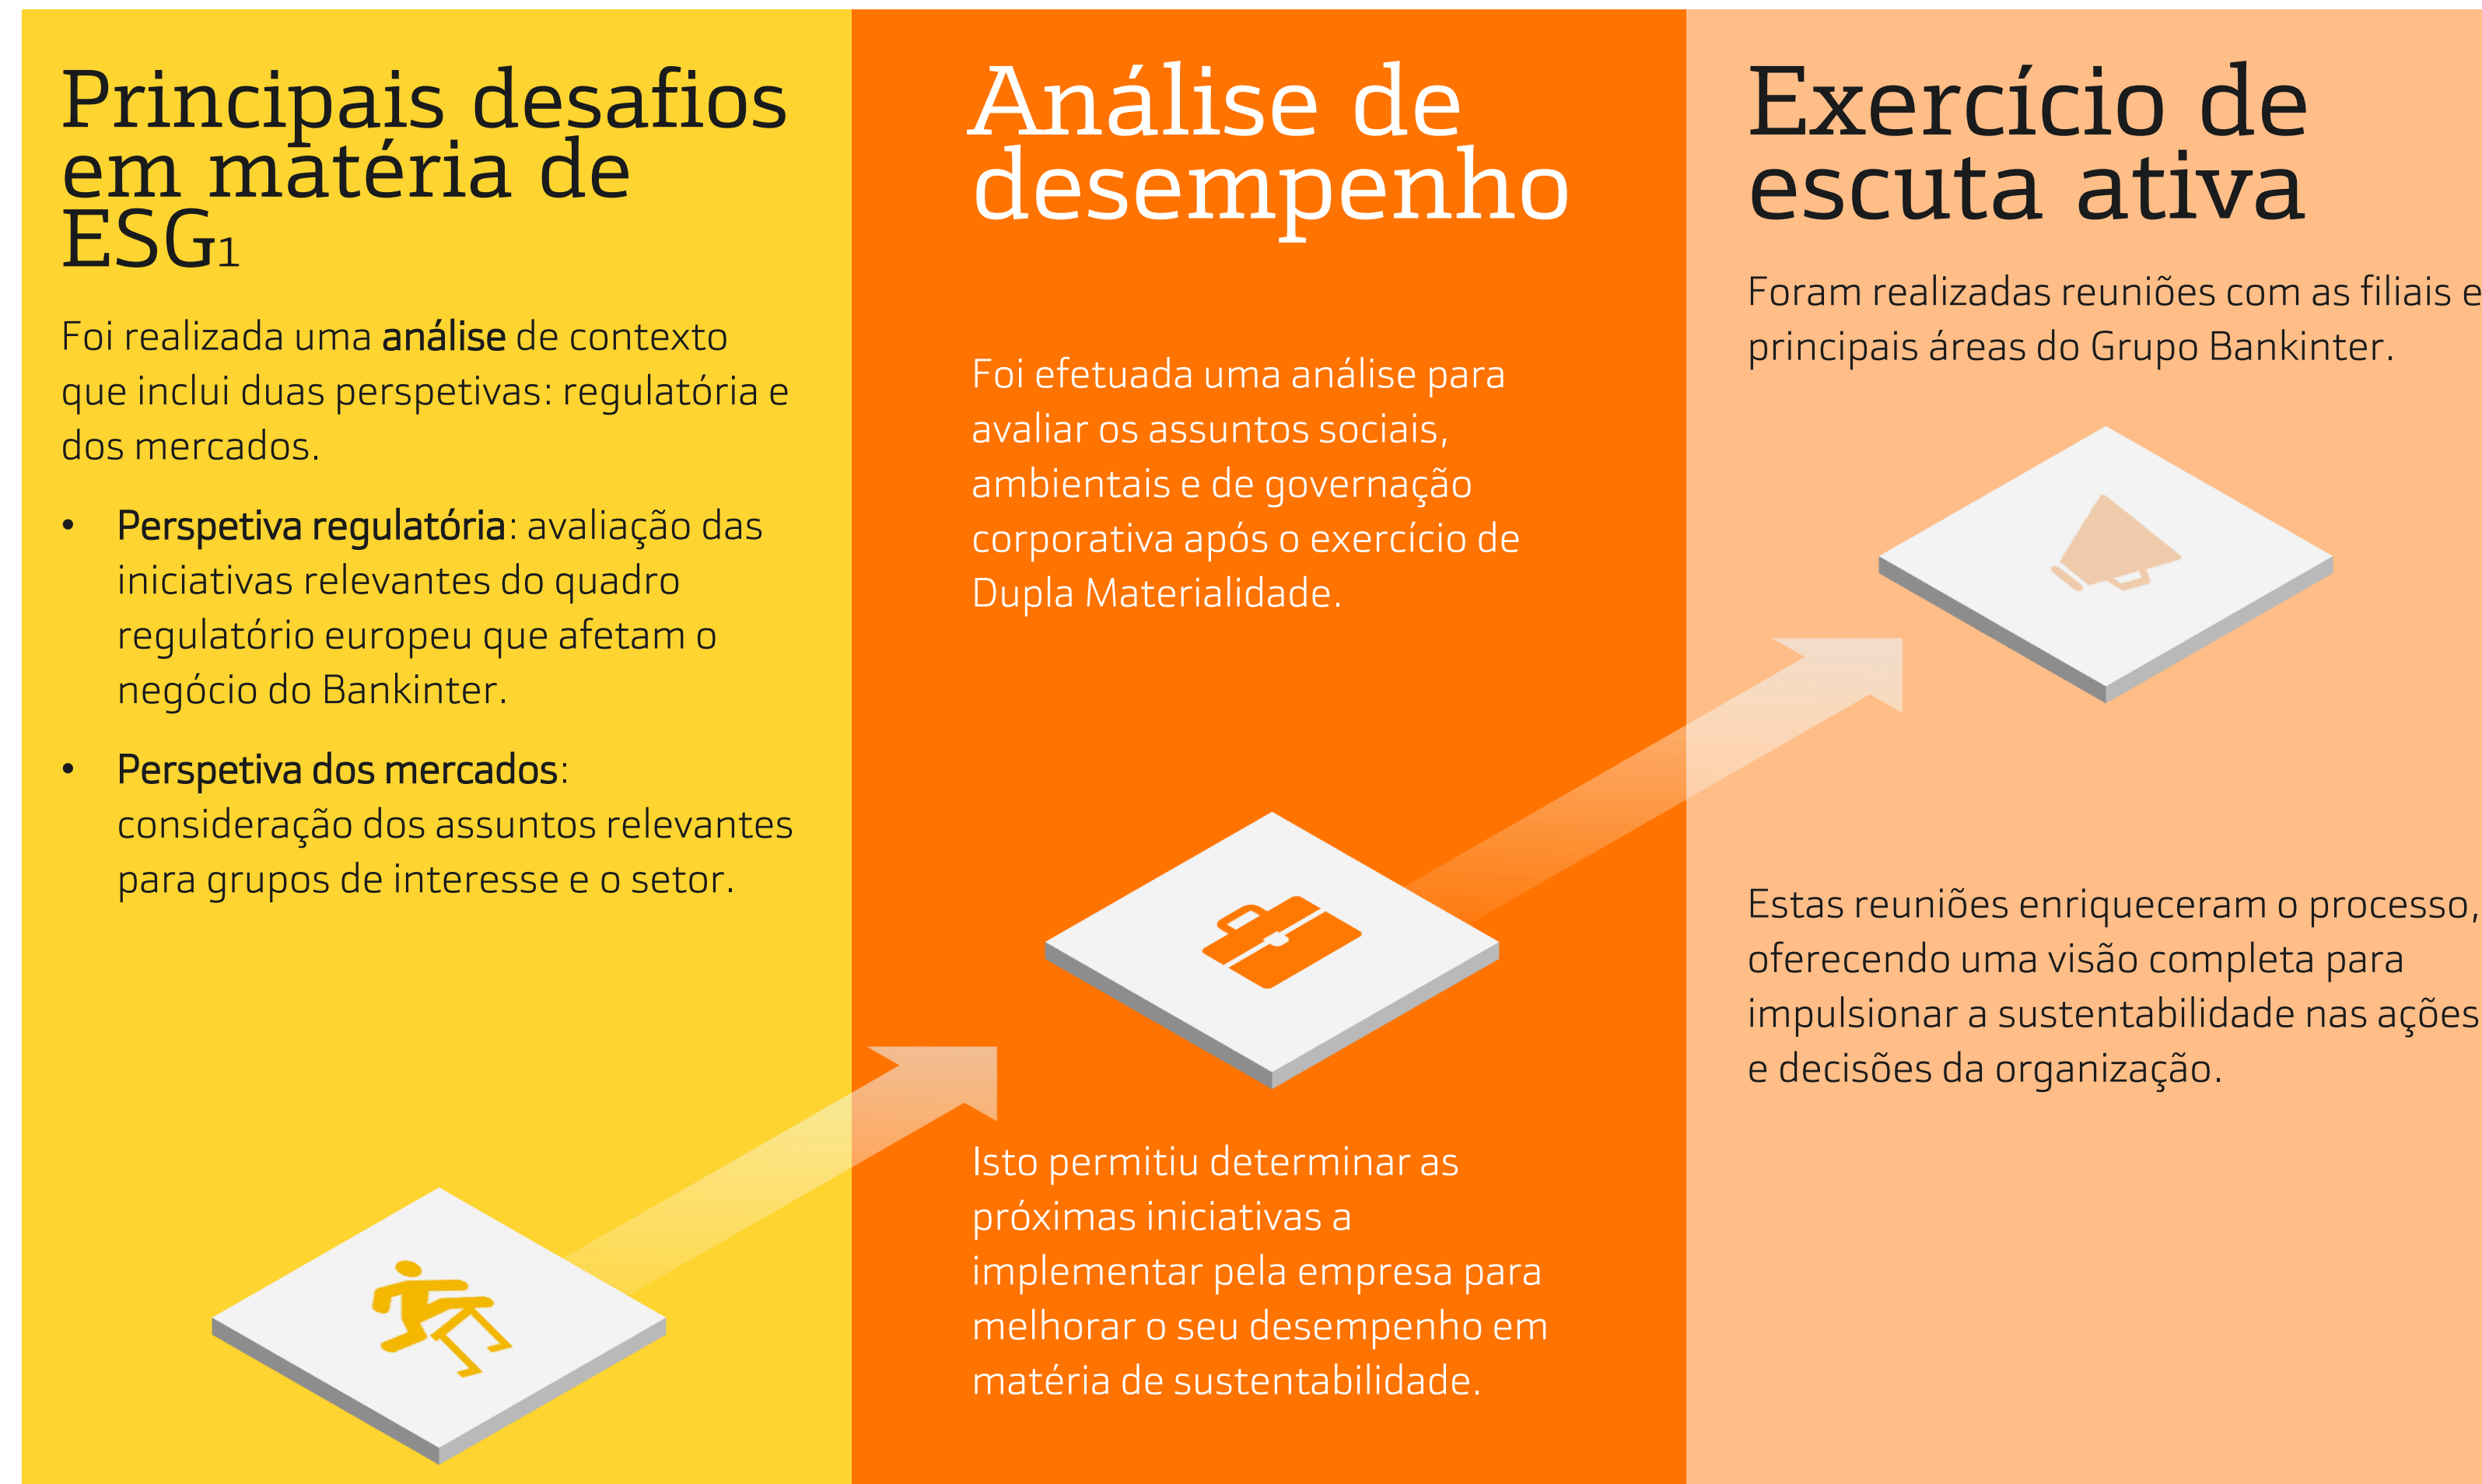 Principais desafios
em matéria de
ESG1
Foi realizada uma análise de contexto
que inclui duas perspetivas: regulatória e
dos mercados.
• Perspetiva regulatória: avaliação das
iniciativas relevantes do quadro
regulatório europeu que afetam o
negócio do Bankinter.
• Perspetiva dos mercados:
consideração dos assuntos relevantes
para grupos de interesse e o setor.
Análise de
desempenho
Foi efetuada uma análise para
avaliar os assuntos sociais,
ambientais e de governação
corporativa após o exercício de
Dupla Materialidade.
Isto permitiu determinar as
próximas iniciativas a
implementar pela empresa para
melhorar o seu desempenho em
matéria de sustentabilidade.
Exercício de
escuta ativa
Foram realizadas reuniões com as filiais e
principais áreas do Grupo Bankinter.
Estas reuniões enriqueceram o processo,
oferecendo uma visão completa para
impulsionar a sustentabilidade nas ações
e decisões da organização.